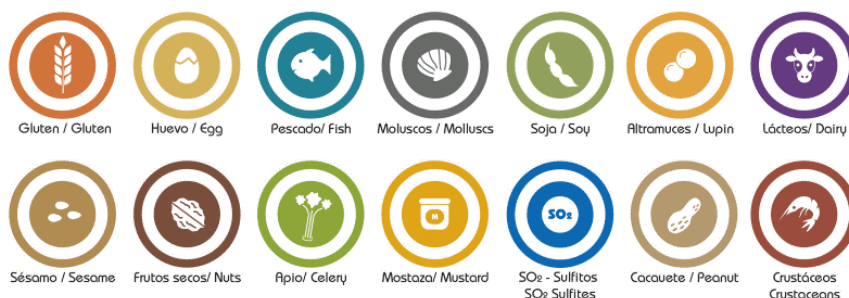 Gluten / Gluten
Huevo / Egg
Pescado/ Fish
Moluscos / Molluscs
Soja / Soy
Altramuces / Lupin
Lácteos/ Dairy
M
SO₂
Sésamo / Sesame
Frutos secos/ Nuts
Apio/ Celery
Mostaza/ Mustard
SO₂ - Sulfitos
SO₂ Sulfites
Cacauete / Peanut
Crustáceos
Crustaceans